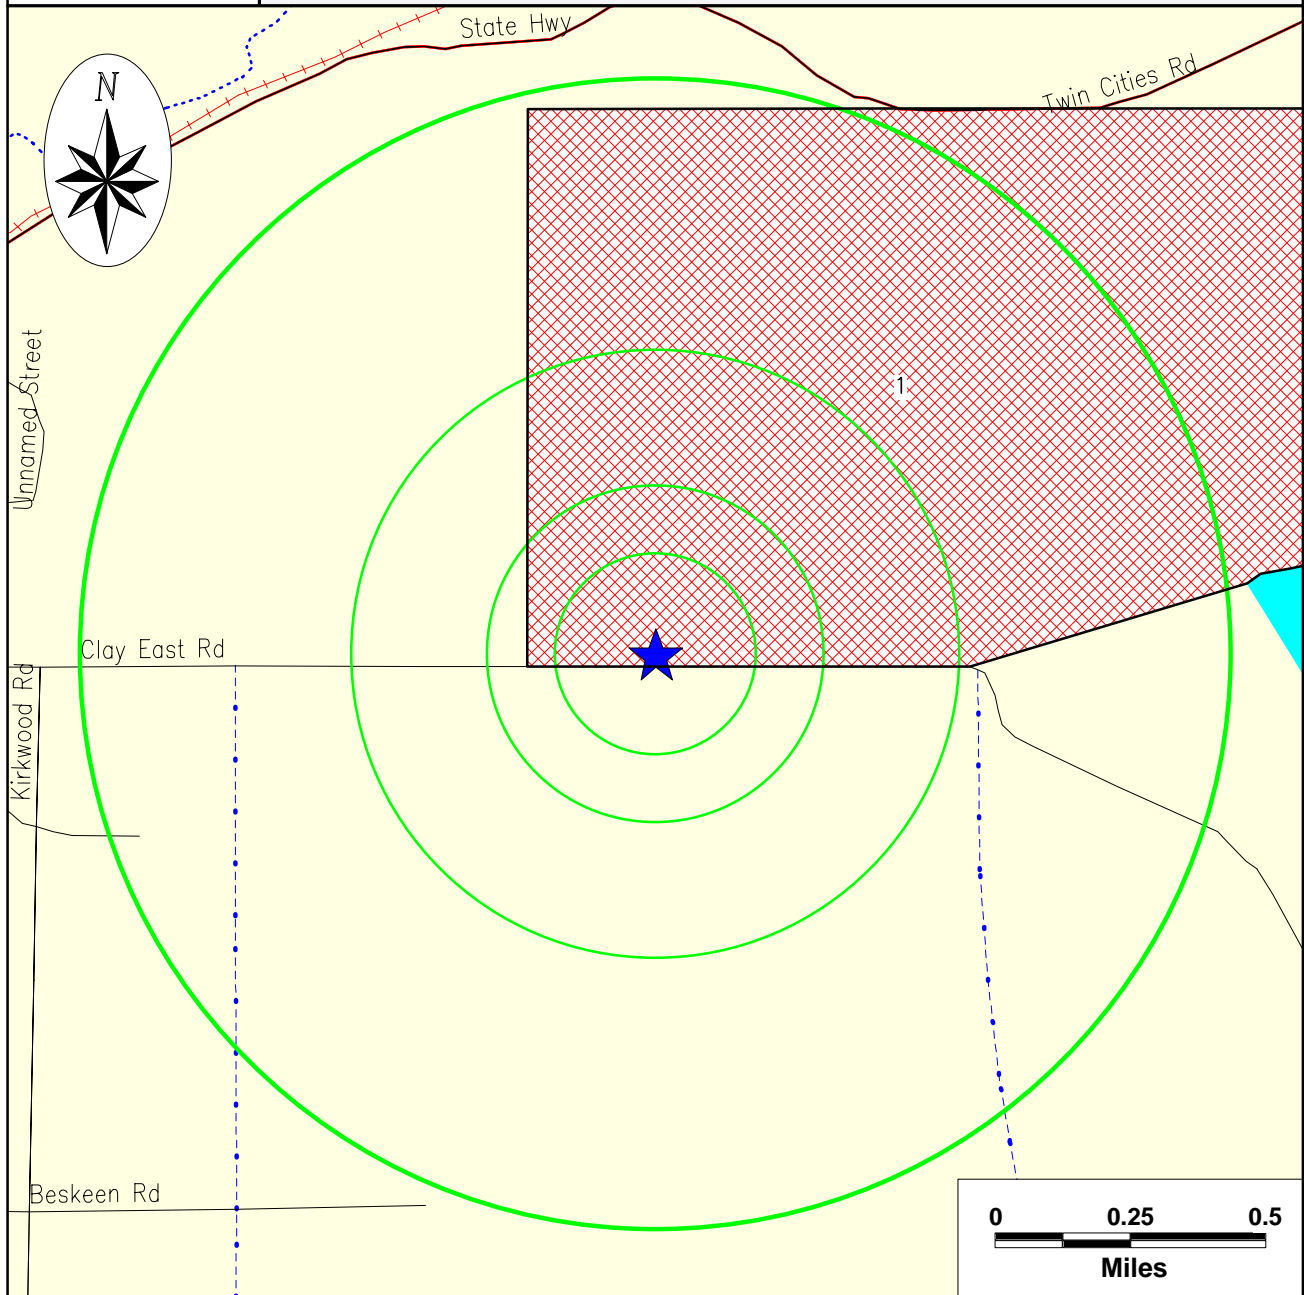 State Hwy
Twin Cities Rd
N
Unnamed Street
1
Clay East Rd
Kirkwood Rd
Beskeen Rd
0 0.25 0.5
Miles